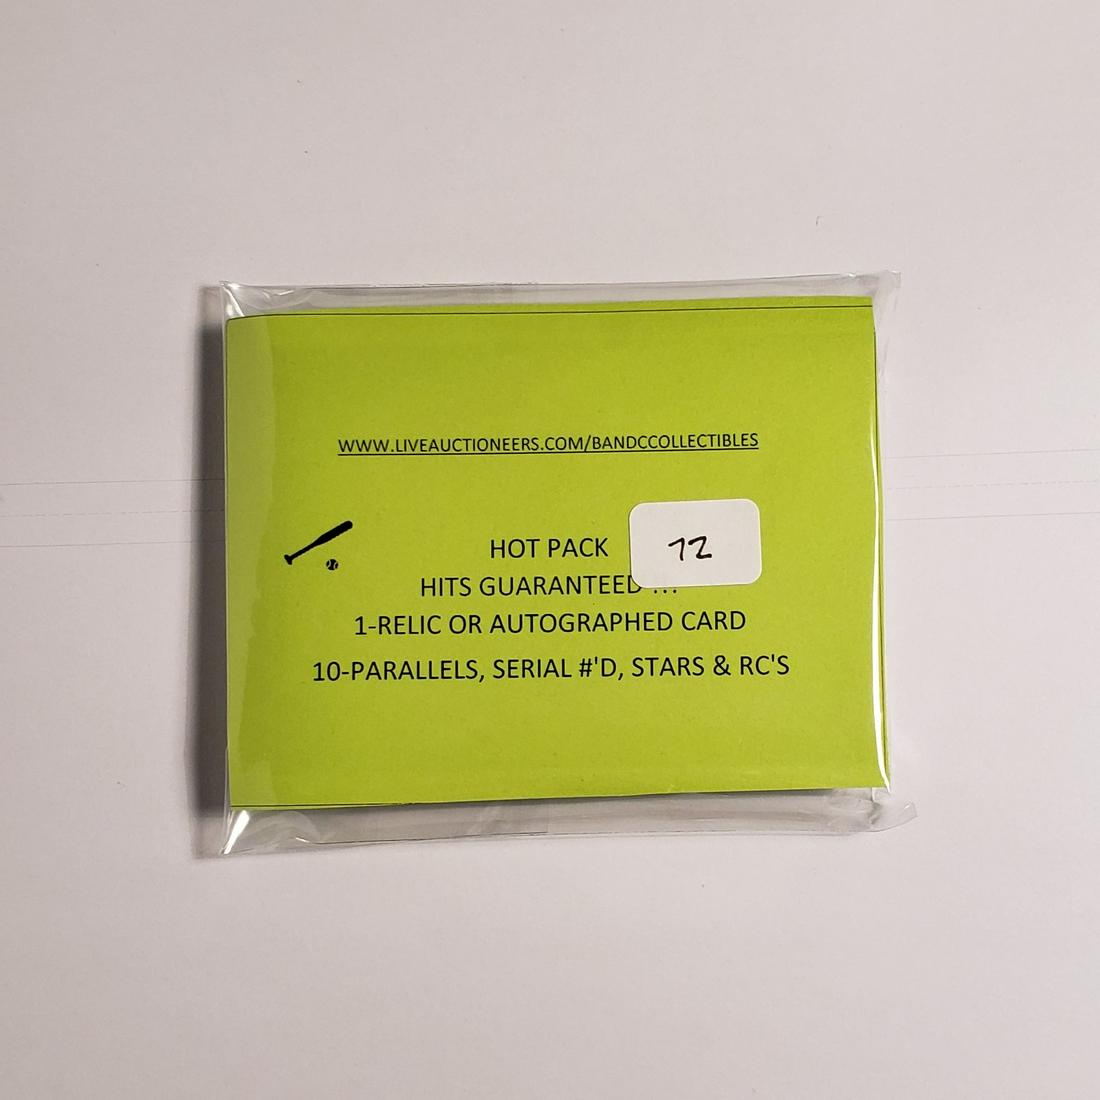 WWW.LIVEAUCTIONEERS.COM/BANDCCOLLECTIBLES
HOT PACK
72
HITS GUARANTEED ...
1-RELIC OR AUTOGRAPHED CARD
10-PARALLELS, SERIAL #'D, STARS & RC'S